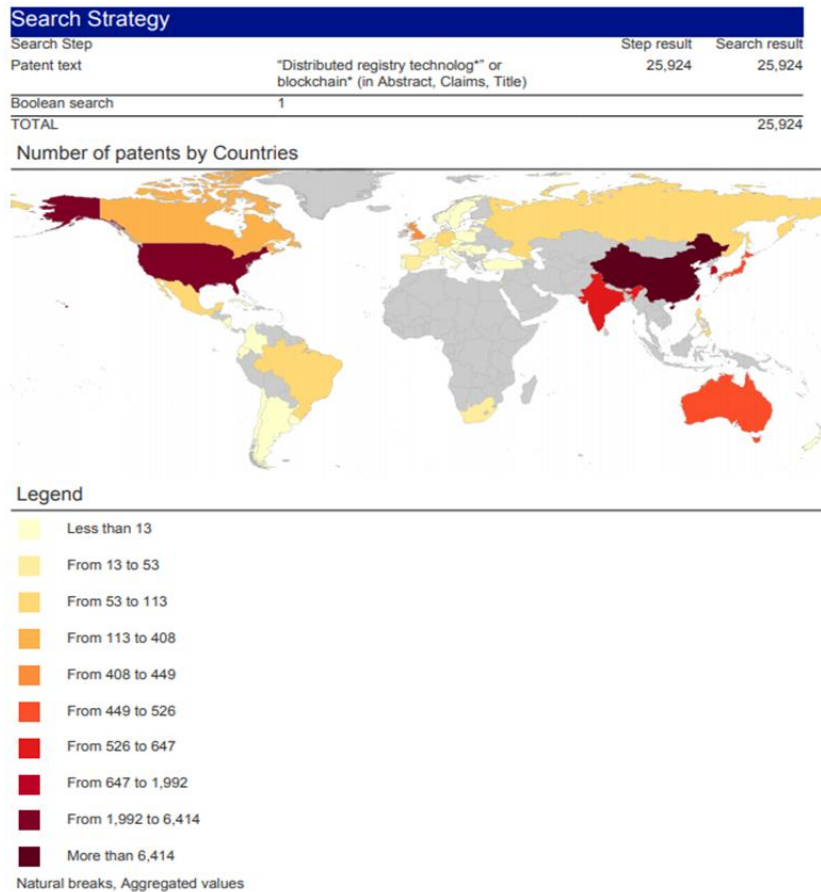 Search Strategy
Search Step Step result Search result
Patent text "Distributed registry technolog*" or 25,924 25,924
blockchain* (in Abstract, Claims, Title)
Boolean search 1
TOTAL 25,924
Number of patents by Countries
Legend
Less than 13
From 13 to 53
From 53 to 113
From 113 to 408
From 408 to 449
From 449 to 526
From 526 to 647
From 647 to 1,992
From 1,992 to 6,414
More than 6,414
Natural breaks, Aggregated values